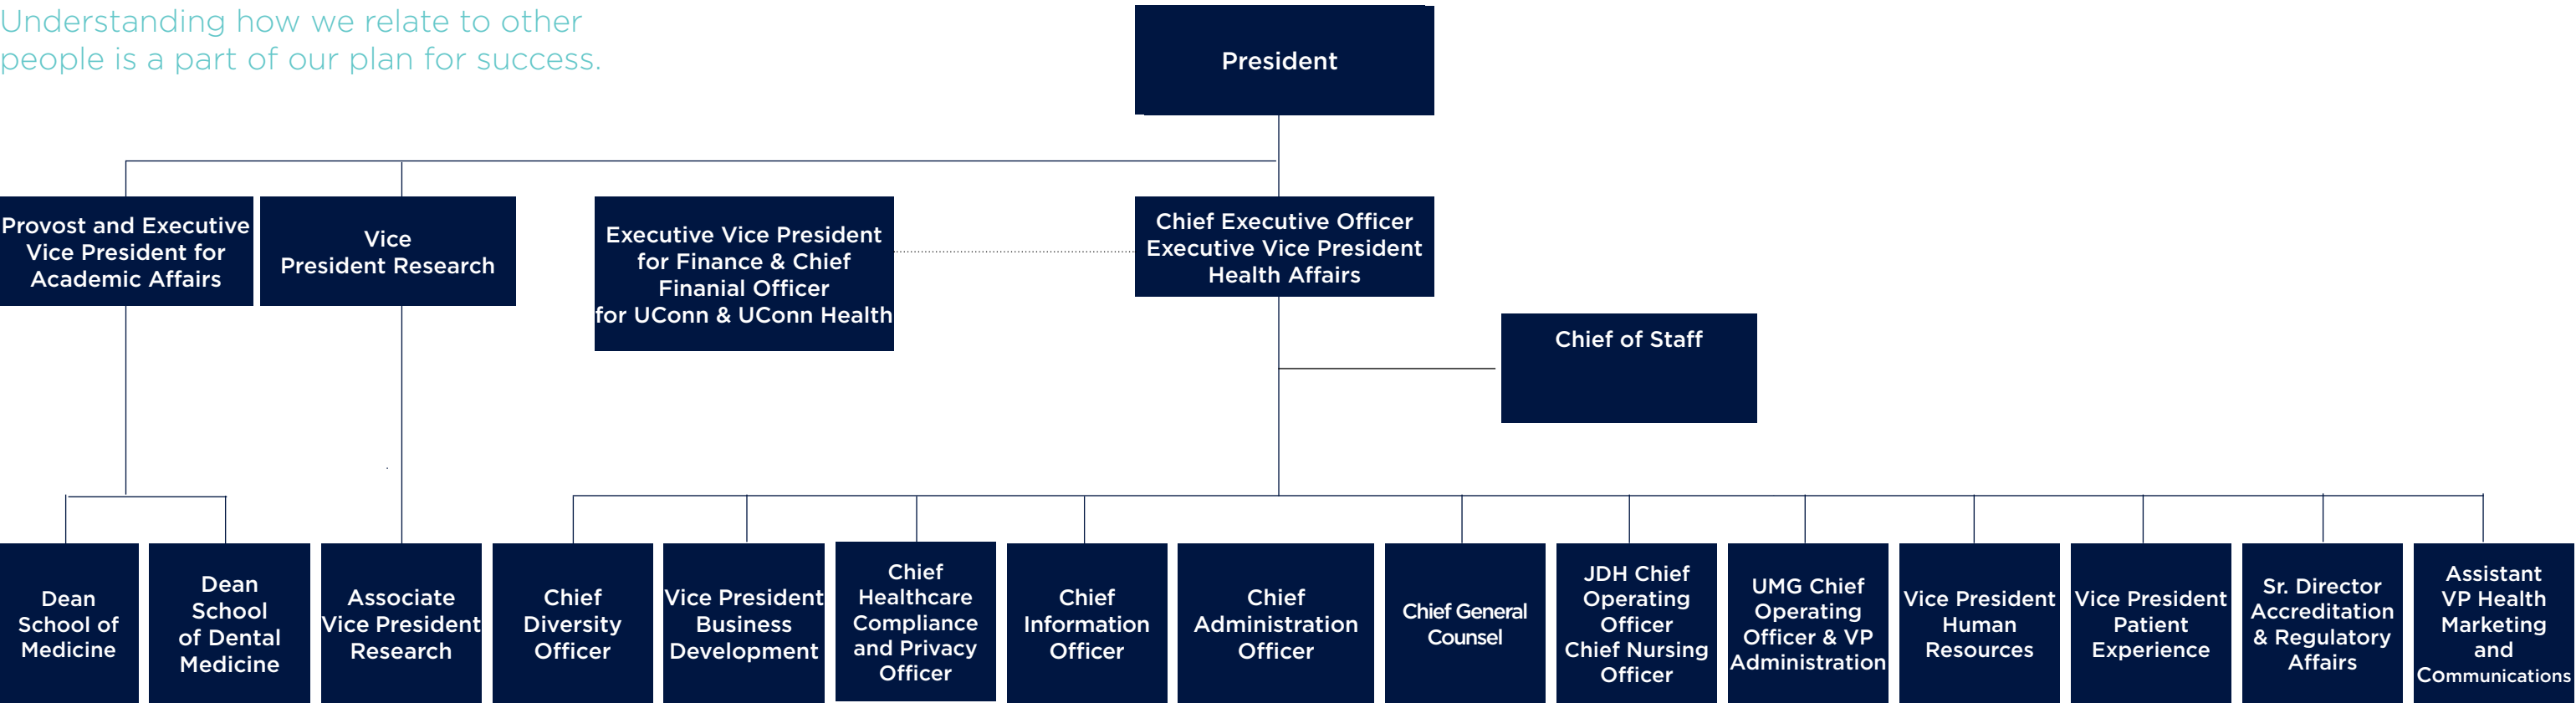 Understanding how we relate to other
people is a part of our plan for success.
President
Provost and Executive
Vice President for
Academic Affairs
Vice
President Research
Executive Vice President
for Finance & Chief
Finanial Officer
for UConn & UConn Health
Chief Executive Officer
Executive Vice President
Health Affairs
Chief of Staff
Dean
School of
Medicine
Dean
School
of Dental
Medicine
Associate
Vice President
Research
Chief
Diversity
Officer
Vice President
Business
Development
Chief
Healthcare
Compliance
and Privacy
Officer
Chief
Information
Officer
Chief
Administration
Officer
Chief General
Counsel
JDH Chief
Operating
Officer
Chief Nursing
Officer
UMG Chief
Operating
Officer & VP
Administration
Vice President
Human
Resources
Vice President
Patient
Experience
Sr. Director
Accreditation
& Regulatory
Affairs
Assistant
VP Health
Marketing
and
Communications